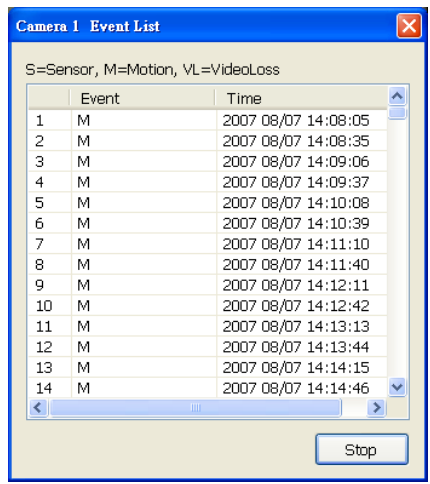 Camera 1 Event List
S=Sensor, M=Motion, VL=VideoLoss
Event Time
1 M 2007 08/07 14:08:05
2 M 2007 08/07 14:08:35
3 M 2007 08/07 14:09:06
4 M 2007 08/07 14:09:37
5 M 2007 08/07 14:10:08
6 M 2007 08/07 14:10:39
7 M 2007 08/07 14:11:10
8 M 2007 08/07 14:11:40
9 M 2007 08/07 14:12:11
10 M 2007 08/07 14:12:42
11 M 2007 08/07 14:13:13
12 M 2007 08/07 14:13:44
13 M 2007 08/07 14:14:15
14 M 2007 08/07 14:14:46
Stop